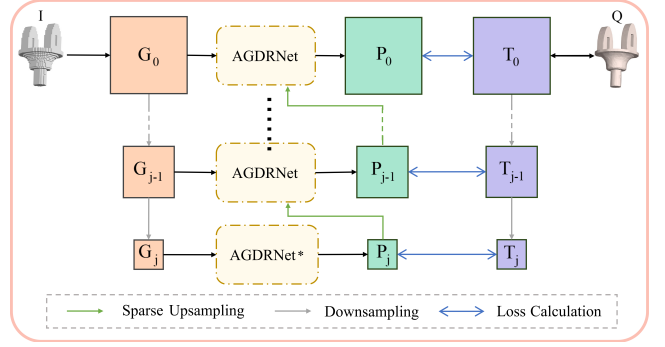 I
Q
G0
AGDRNet
P0
T0
Gj-1
AGDRNet
Pj-1
Tj-1
Gj
AGDRNet*
Pj
Tj
Sparse Upsampling
Downsampling
Loss Calculation